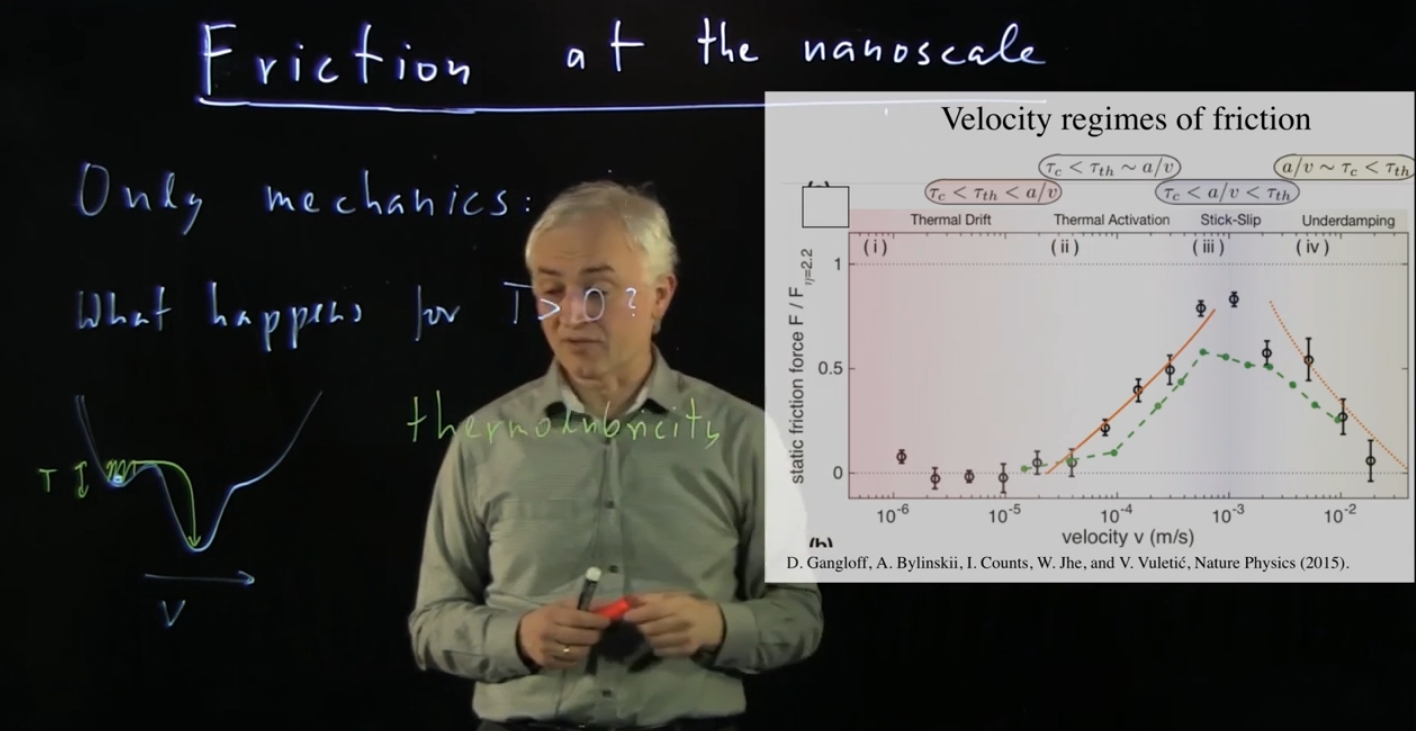 Friction at the nanoscale
Only mechanics:
What happens for T>0?
thermolubricity
T
V
Velocity regimes of friction
τc < τth ∼ a/v
a/v ∼ τc < τth
τc < τth < a/v
τc < a/v < τth
Thermal Drift Thermal Activation Stick-Slip Underdamping
(i) (ii) (iii) (iv)
static friction force F / Fη=2.2
1
0.5
0
10-6 10-5 10-4 10-3 10-2
velocity v (m/s)
D. Gangloff, A. Bylinskii, I. Counts, W. Jhe, and V. Vuletić, Nature Physics (2015).